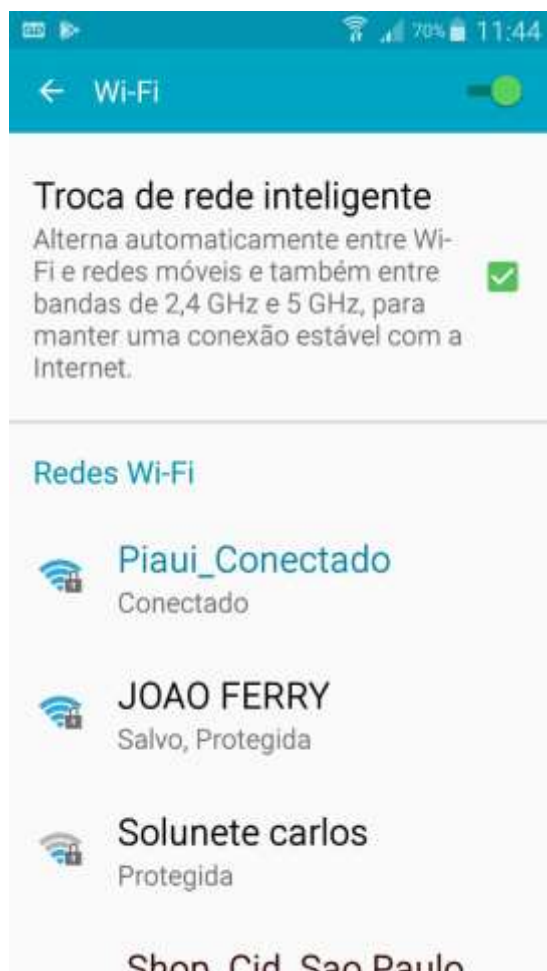 70% 11:44
Wi-Fi
Troca de rede inteligente
Alterna automaticamente entre Wi-
Fi e redes móveis e também entre
bandas de 2,4 GHz e 5 GHz, para
manter uma conexão estável com a
Internet.
Redes Wi-Fi
Piaui_Conectado
Conectado
JOAO FERRY
Salvo, Protegida
Solunete carlos
Protegida
Shop_Cid_Sao Paulo